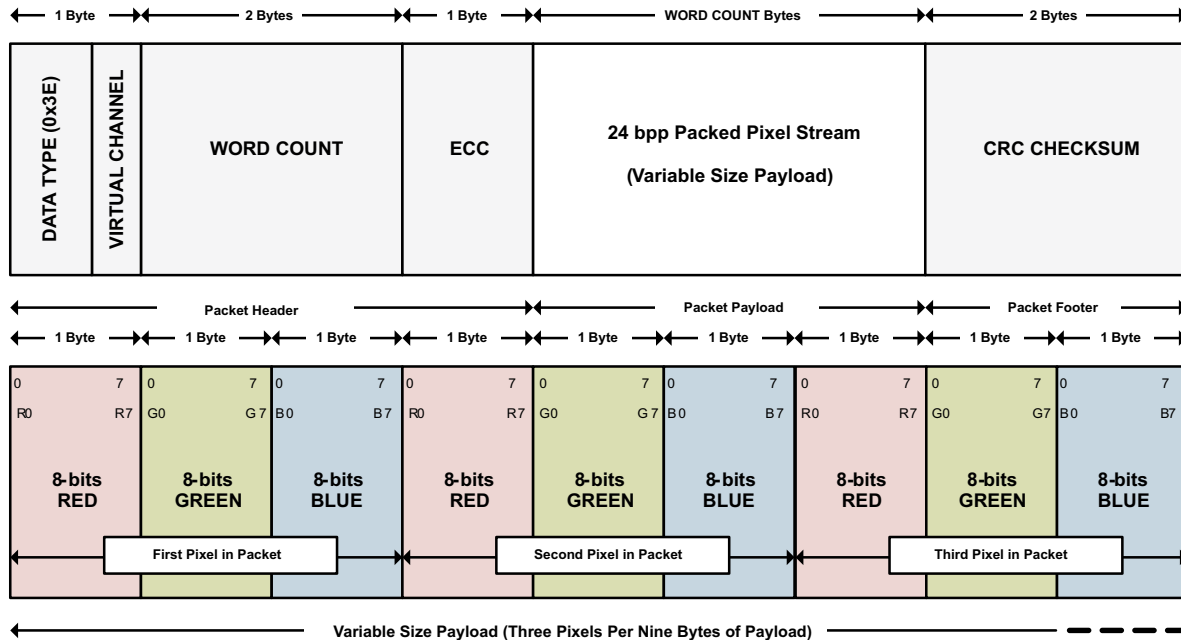 1 Byte 2 Bytes 1 Byte WORD COUNT Bytes 2 Bytes
DATA TYPE (0x3E)
VIRTUAL CHANNEL
WORD COUNT
ECC
24 bpp Packed Pixel Stream
(Variable Size Payload)
CRC CHECKSUM
Packet Header Packet Payload Packet Footer
1 Byte 1 Byte 1 Byte 1 Byte 1 Byte 1 Byte 1 Byte 1 Byte 1 Byte
0 7 0 7 0 7 0 7 0 7 0 7 0 7 0 7 0 7
R0 R7 G0 G7 B0 B7 R0 R7 G0 G7 B0 B7 R0 R7 G0 G7 B0 B7
8-bits 8-bits 8-bits 8-bits 8-bits 8-bits 8-bits 8-bits 8-bits
RED GREEN BLUE RED GREEN BLUE RED GREEN BLUE
First Pixel in Packet Second Pixel in Packet Third Pixel in Packet
Variable Size Payload (Three Pixels Per Nine Bytes of Payload)